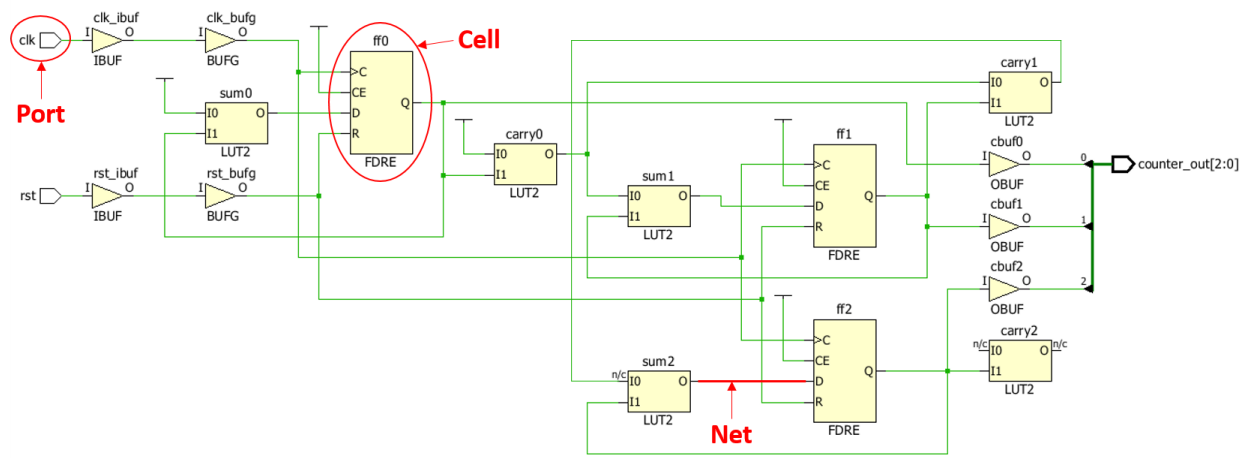 clk
Port
clk_ibuf
I
O
IBUF
clk_bufg
I
O
BUFG
sum0
I0
O
I1
LUT2
rst
rst_ibuf
I
O
IBUF
rst_bufg
I
O
BUFG
ff0
>C
CE
Q
D
R
FDRE
Cell
carry0
I0
O
I1
LUT2
sum1
I0
O
I1
LUT2
ff1
>C
CE
Q
D
R
FDRE
carry1
I0
O
I1
LUT2
cbuf0
I
O
OBUF
cbuf1
I
O
OBUF
cbuf2
I
O
OBUF
0
1
2
counter_out[2:0]
sum2
n/c
I0
O
I1
LUT2
Net
ff2
>C
CE
Q
D
R
FDRE
carry2
n/c
I0
O
n/c
I1
LUT2